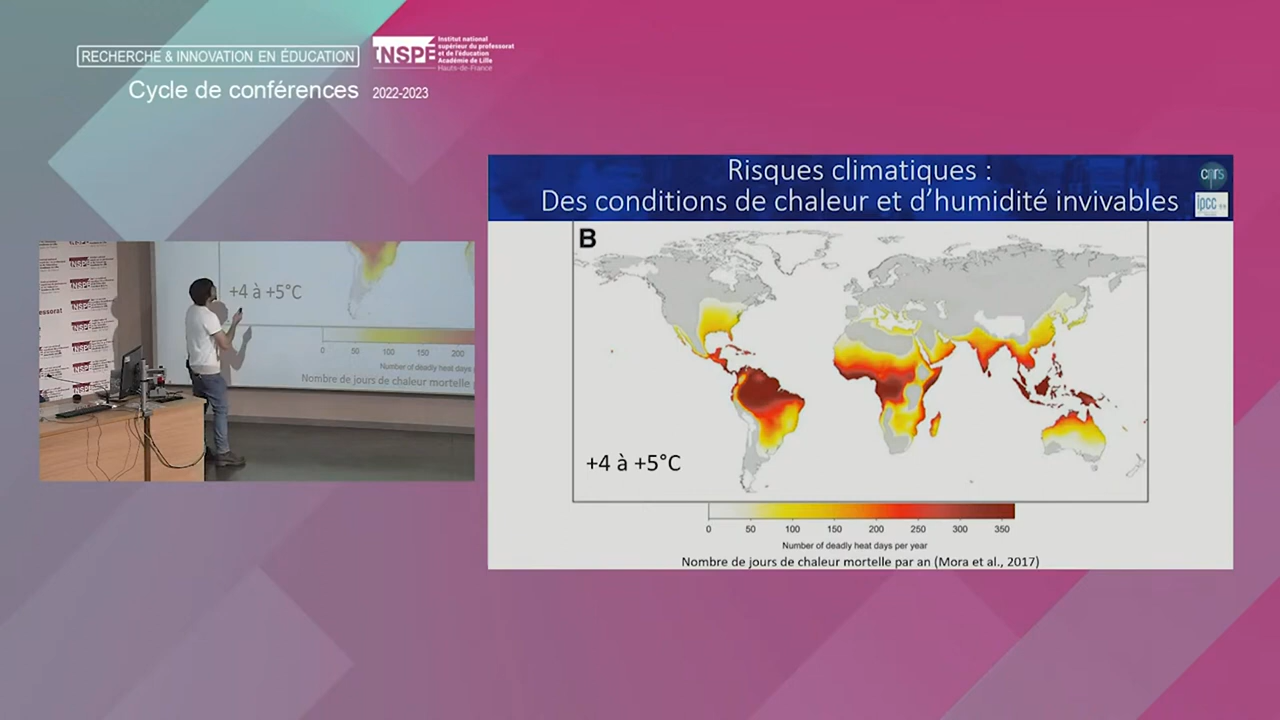 RECHERCHE & INNOVATION EN ÉDUCATION
INSPÉ
Institut national
supérieur du professorat
et de l'éducation
Académie de Lille
Hauts-de-France
Cycle de conférences 2022-2023
Risques climatiques :
Des conditions de chaleur et d'humidité invivables
cnrs
ipcc
B
+4 à +5°C
0 50 100 150 200 250 300 350
Number of deadly heat days per year
Nombre de jours de chaleur mortelle par an (Mora et al., 2017)
+4 à +5°C
0 50 100 150 200
Number of deadly heat
Nombre de jours de chaleur mortelle